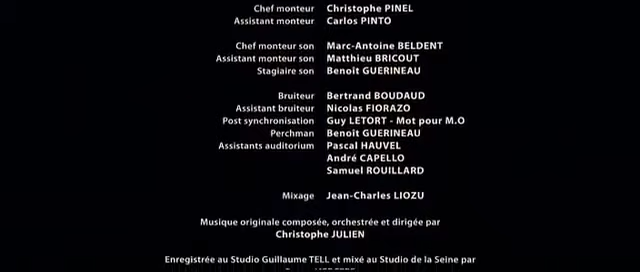 Chef monteur Christophe PINEL
Assistant monteur Carlos PINTO
Chef monteur son Marc-Antoine BELDENT
Assistant monteur son Matthieu BRICOUT
Stagiaire son Benoît GUERINEAU
Bruiteur Bertrand BOUDAUD
Assistant bruiteur Nicolas FIORAZO
Post synchronisation Guy LETORT - Mot pour M.O
Perchman Benoît GUERINEAU
Assistants auditorium Pascal HAUVEL
André CAPELLO
Samuel ROUILLARD
Mixage Jean-Charles LIOZU
Musique originale composée, orchestrée et dirigée par
Christophe JULIEN
Enregistrée au Studio Guillaume TELL et mixé au Studio de la Seine par